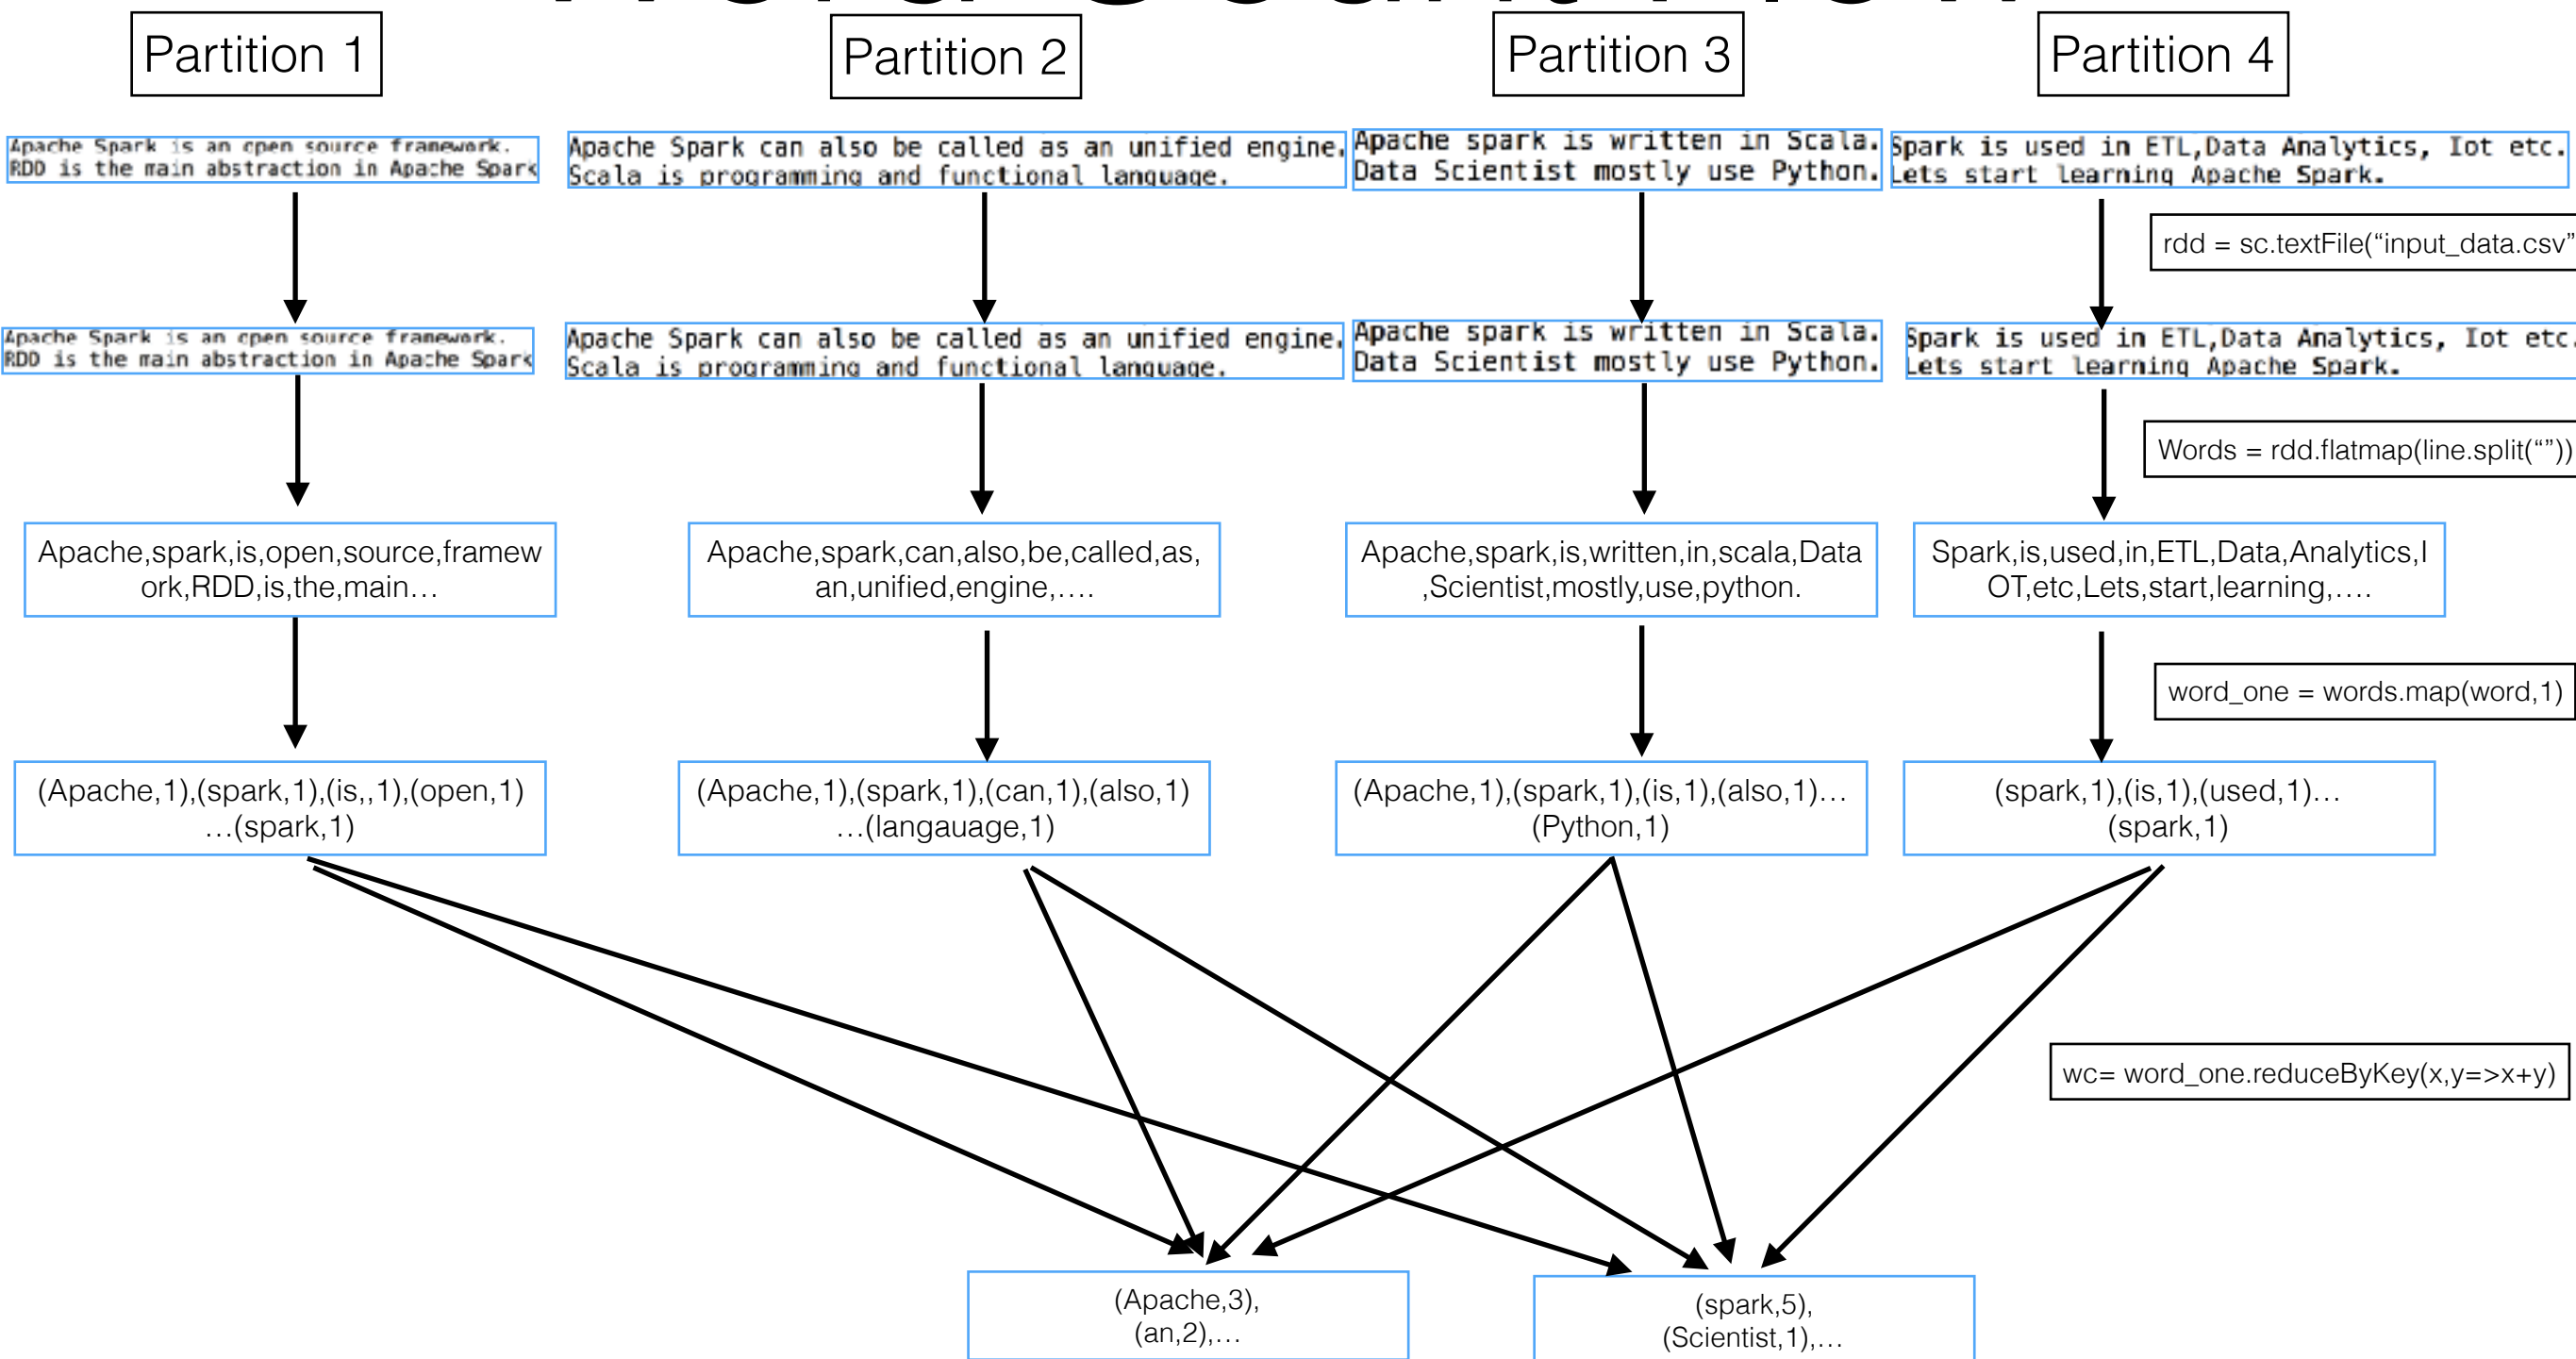 Partition 1
Partition 2
Partition 3
Partition 4
Apache Spark is an open source framework.
RDD is the main abstraction in Apache Spark
Apache Spark can also be called as an unified engine.
Scala is programming and functional language.
Apache spark is written in Scala.
Data Scientist mostly use Python.
Spark is used in ETL,Data Analytics, Iot etc.
Lets start learning Apache Spark.
rdd = sc.textFile(“input_data.csv”
Apache Spark is an open source framework.
RDD is the main abstraction in Apache Spark
Apache Spark can also be called as an unified engine.
Scala is programming and functional language.
Apache spark is written in Scala.
Data Scientist mostly use Python.
Spark is used in ETL,Data Analytics, Iot etc.
Lets start learning Apache Spark.
Words = rdd.flatmap(line.split(“”))
Apache,spark,is,open,source,framew
ork,RDD,is,the,main…
Apache,spark,can,also,be,called,as,
an,unified,engine,….
Apache,spark,is,written,in,scala,Data
,Scientist,mostly,use,python.
Spark,is,used,in,ETL,Data,Analytics,I
OT,etc,Lets,start,learning,….
word_one = words.map(word,1)
(Apache,1),(spark,1),(is,,1),(open,1)
…(spark,1)
(Apache,1),(spark,1),(can,1),(also,1)
…(langauage,1)
(Apache,1),(spark,1),(is,1),(also,1)…
(Python,1)
(spark,1),(is,1),(used,1)…
(spark,1)
wc= word_one.reduceByKey(x,y=>x+y)
(Apache,3),
(an,2),…
(spark,5),
(Scientist,1),…